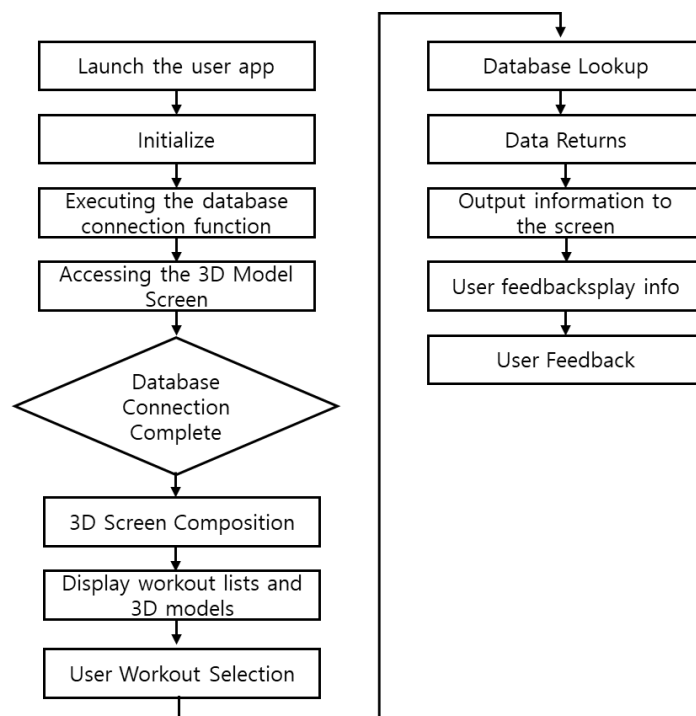 Launch the user app
Initialize
Executing the database
connection function
Accessing the 3D Model
Screen
Database
Connection
Complete
3D Screen Composition
Display workout lists and
3D models
User Workout Selection
Database Lookup
Data Returns
Output information to
the screen
User feedbacksplay info
User Feedback